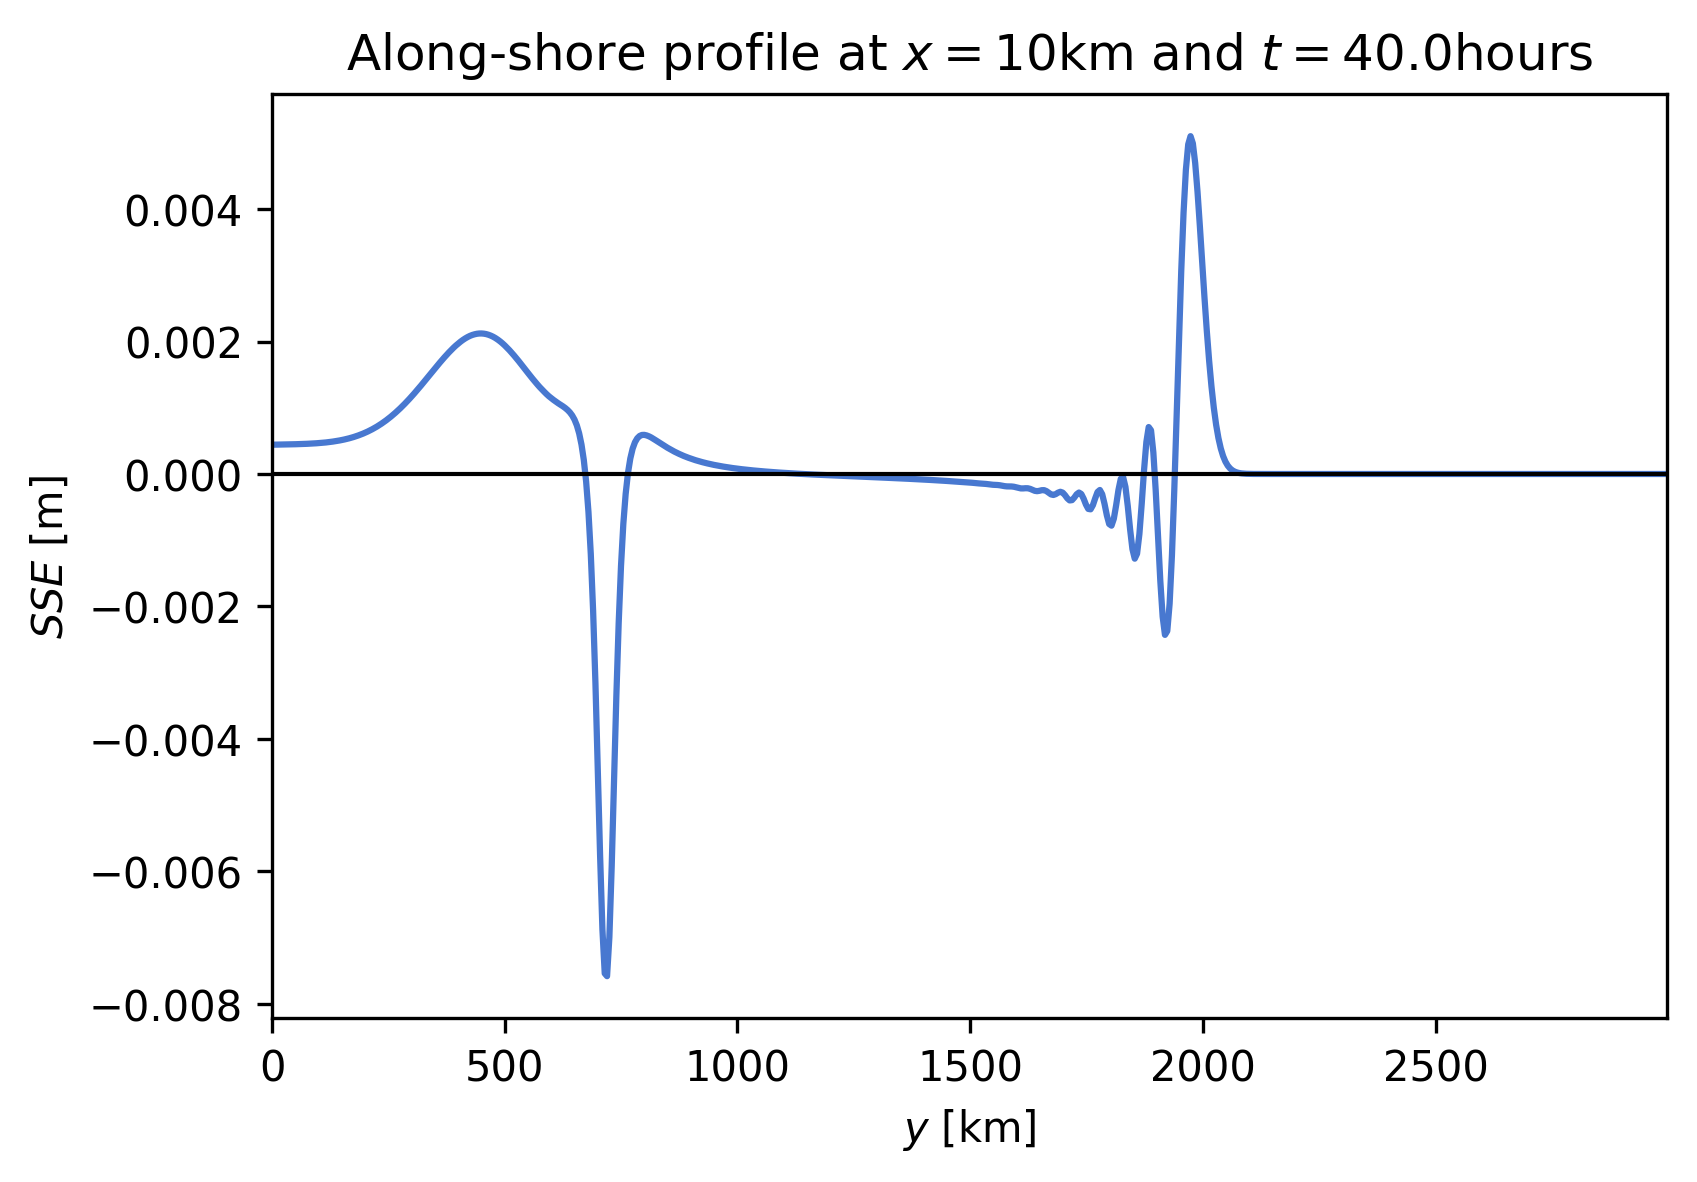 Along-shore profile at x = 10km and t = 40.0hours
SSE [m]
0.004
0.002
0.000
−0.002
−0.004
−0.006
−0.008
0 500 1000 1500 2000 2500
y [km]